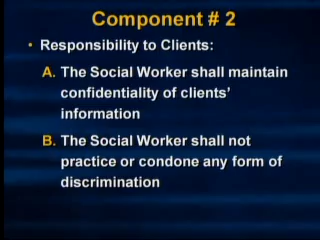 Component # 2
• Responsibility to Clients:
A. The Social Worker shall maintain
confidentiality of clients'
information
B. The Social Worker shall not
practice or condone any form of
discrimination